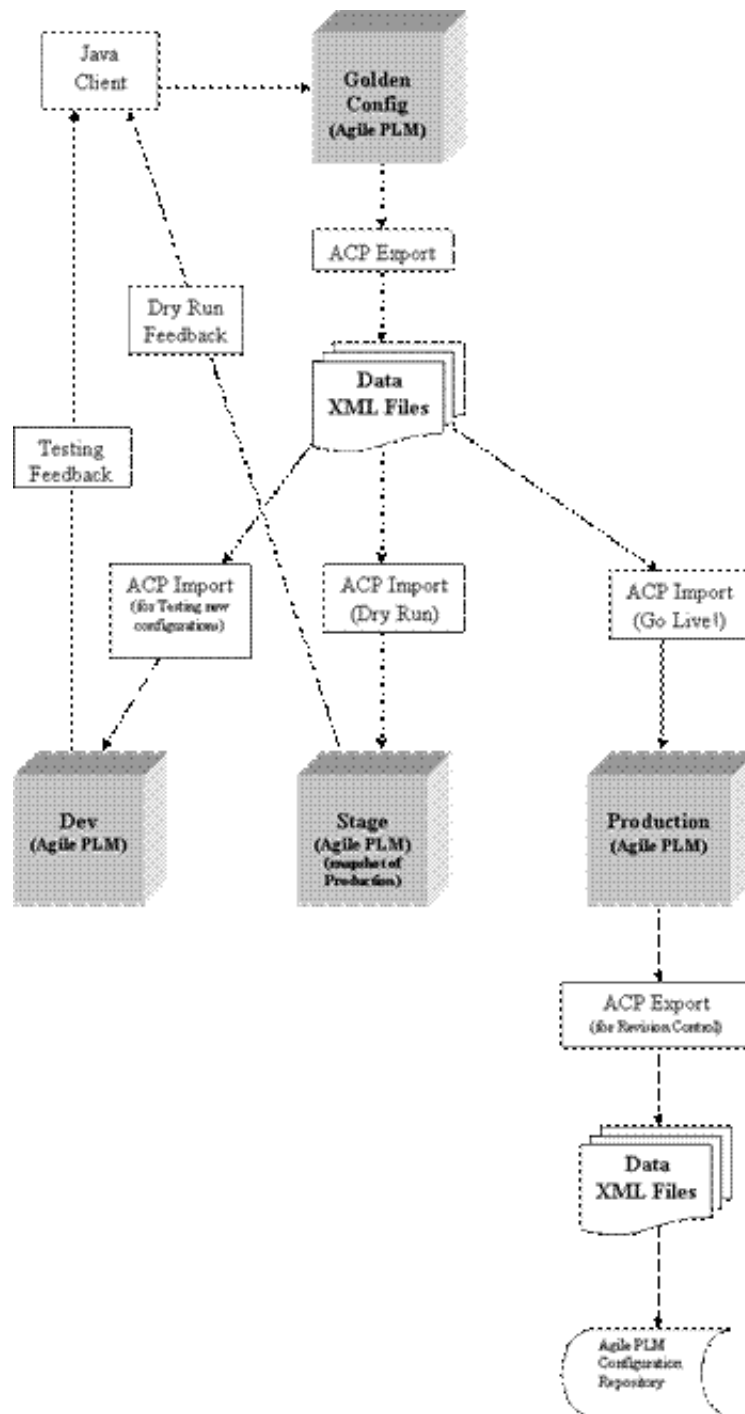 Java
Client
Golden
Config
(Agile PLM)
ACP Export
Dry Run
Feedback
Data
XML Files
Testing
Feedback
ACP Import
(for Testing new
configurations)
ACP Import
(Dry Run)
ACP Import
(Go Live!)
Dev
(Agile PLM)
Stage
(Agile PLM)
(snapshot of
Production)
Production
(Agile PLM)
ACP Export
(for Revision Control)
Data
XML Files
Agile PLM
Configuration
Repository